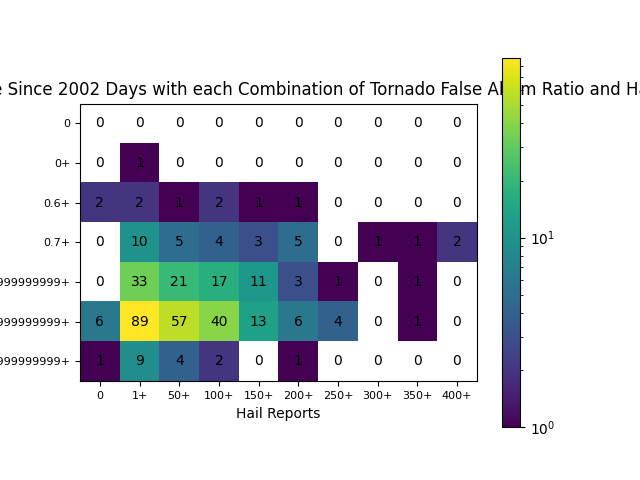 Since 2002 Days with each Combination of Tornado False Alarm Ratio and
0 0 0 0 0 0 0 0 0 0 0
0+ 0 1 0 0 0 0 0 0 0 0
0.6+ 2 2 1 2 1 1 0 0 0 0
0.7+ 0 10 5 4 3 5 0 1 1 2
999999999+ 0 33 21 17 11 3 1 0 1 0
999999999+ 6 89 57 40 13 6 4 0 1 0
999999999+ 1 9 4 2 0 1 0 0 0 0
0 1+ 50+ 100+ 150+ 200+ 250+ 300+ 350+ 400+
Hail Reports
10^1
10^0